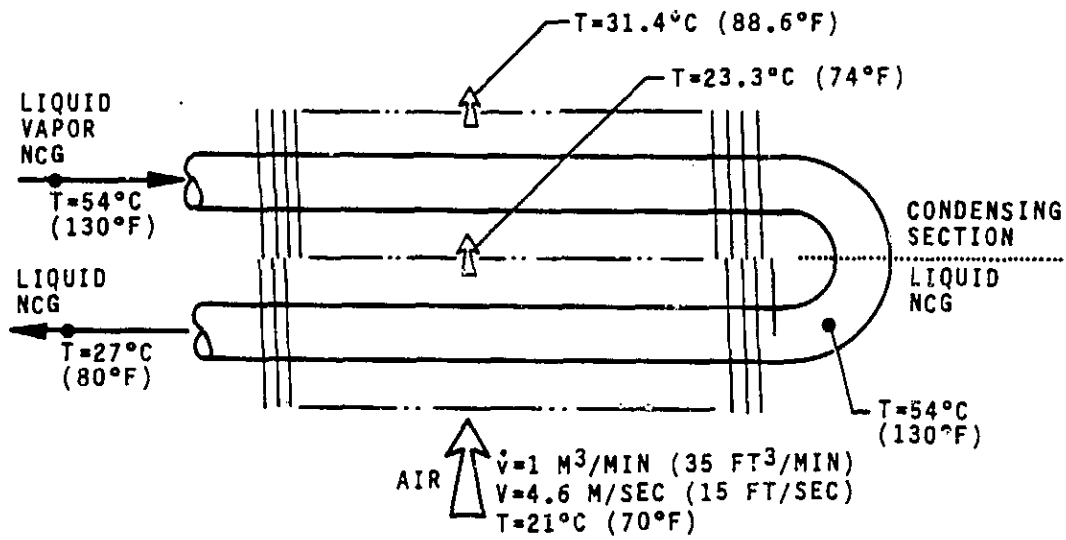 T=31.4°C (88.6°F)
T=23.3°C (74°F)
LIQUID
VAPOR
NCG
T=54°C
(130°F)
CONDENSING
SECTION
LIQUID
NCG
LIQUID
NCG
T=27°C
(80°F)
T=54°C
(130°F)
AIR
v̇=1 M³/MIN (35 FT³/MIN)
V=4.6 M/SEC (15 FT/SEC)
T=21°C (70°F)